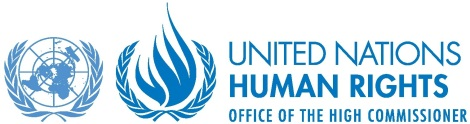 UNITED NATIONS
HUMAN RIGHTS
OFFICE OF THE HIGH COMMISSIONER